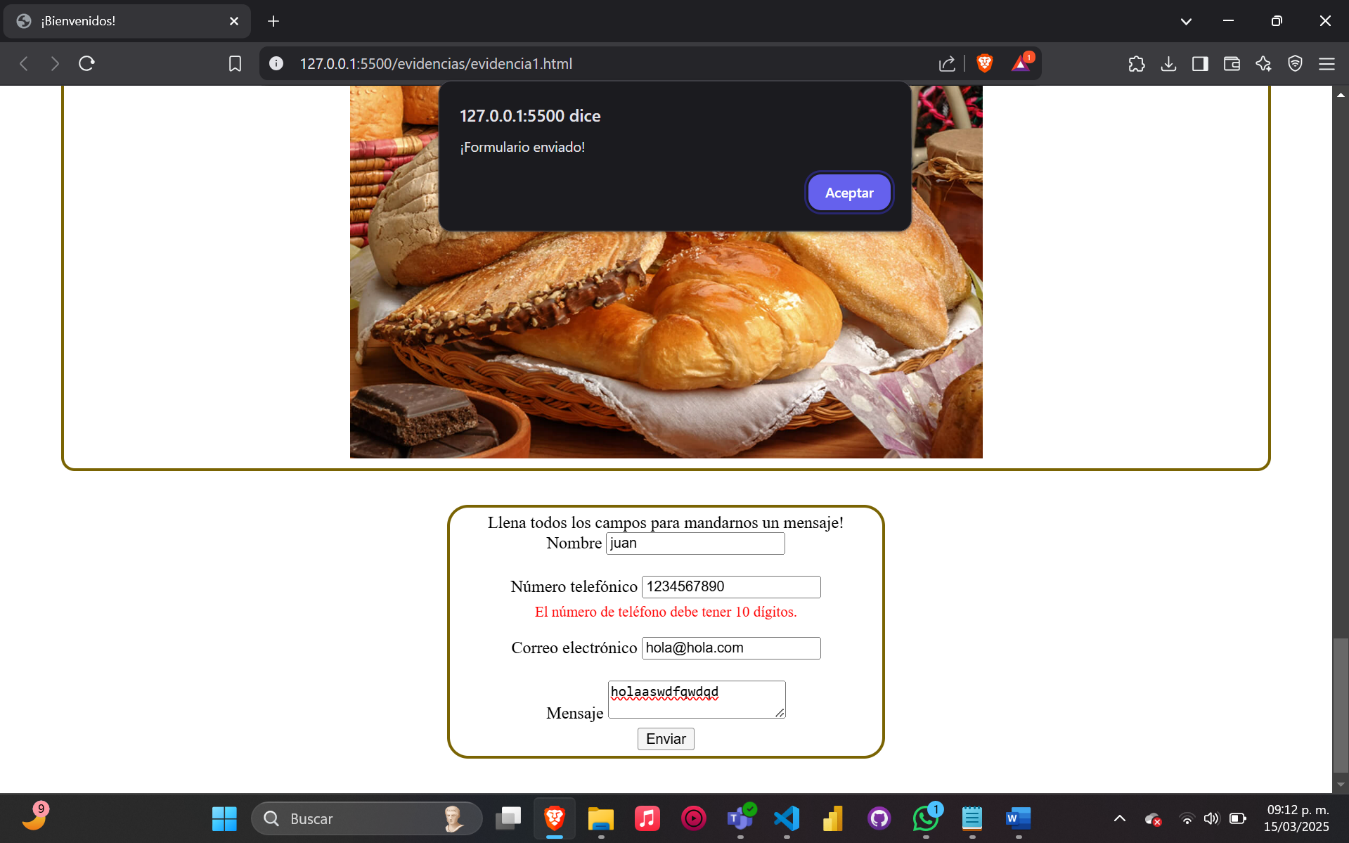 ¡Bienvenidos!
127.0.0.1:5500/evidencias/evidencia1.html
1
127.0.0.1:5500 dice
¡Formulario enviado!
Aceptar
Llena todos los campos para mandarnos un mensaje!
Nombre juan
Número telefónico 1234567890
El número de teléfono debe tener 10 dígitos.
Correo electrónico hola@hola.com
Mensaje holaaswdfqwdqd
Enviar
9
Buscar
1
09:12 p. m.
15/03/2025